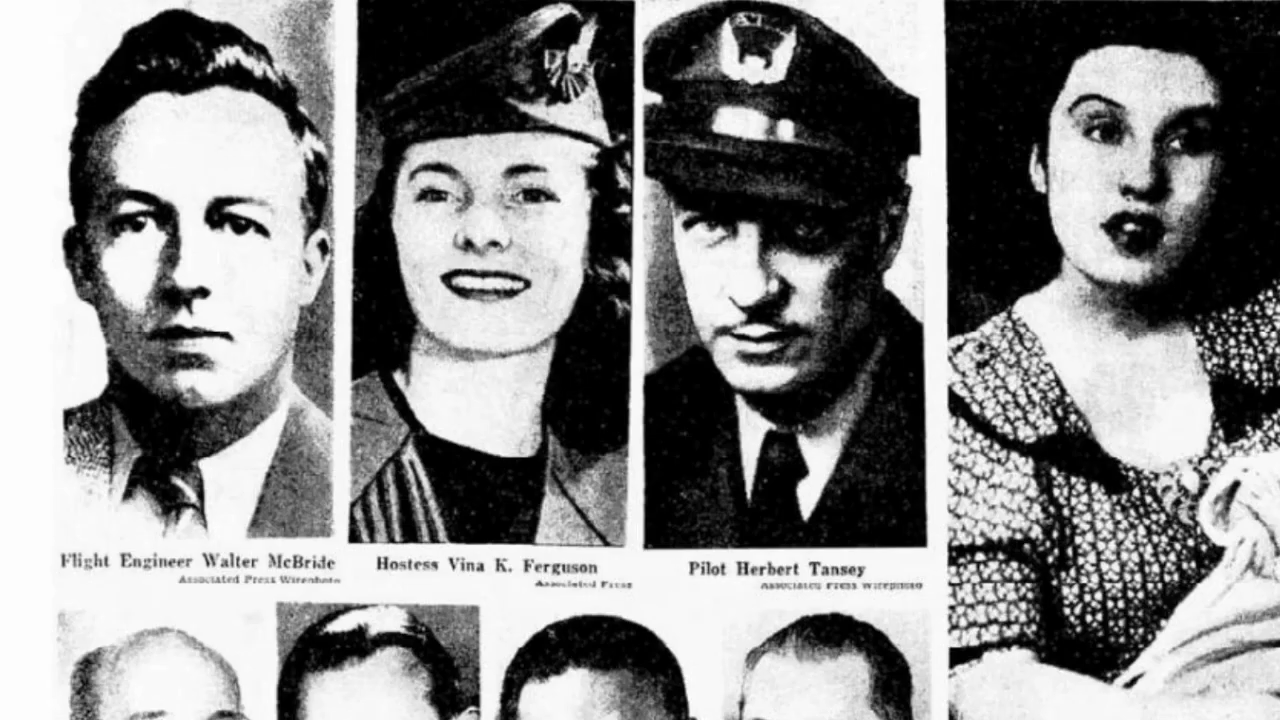 Flight Engineer Walter McBride
Associated Press Wirephoto
Hostess Vina K. Ferguson
Associated Press
Pilot Herbert Tansey
Associated Press Wirephoto